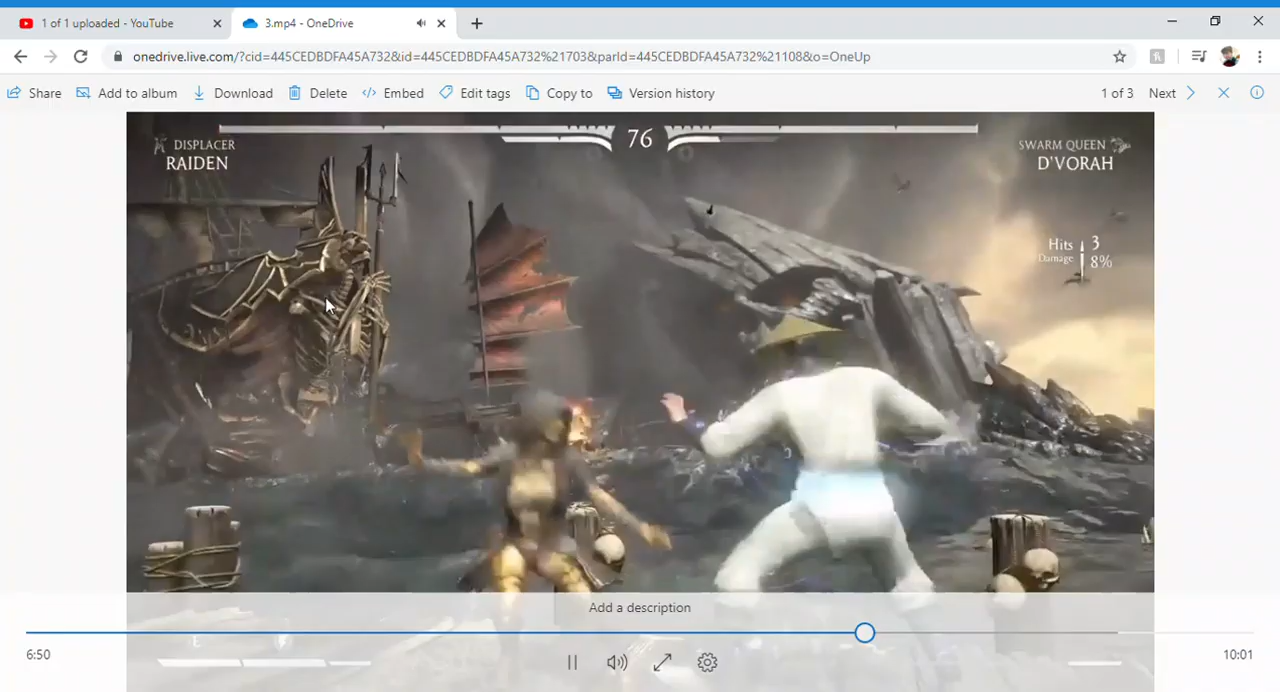 1 of 1 uploaded - YouTube
3.mp4 - OneDrive
onedrive.live.com/?cid=445CEDBDFA45A732&id=445CEDBDFA45A732%21703&parId=445CEDBDFA45A732%21108&o=OneUp
Share Add to album Download Delete Embed Edit tags Copy to Version history 1 of 3 Next
DISPLACER
RAIDEN
76
SWARM QUEEN
D'VORAH
Hits 3
Damage 8%
Add a description
6:50
10:01